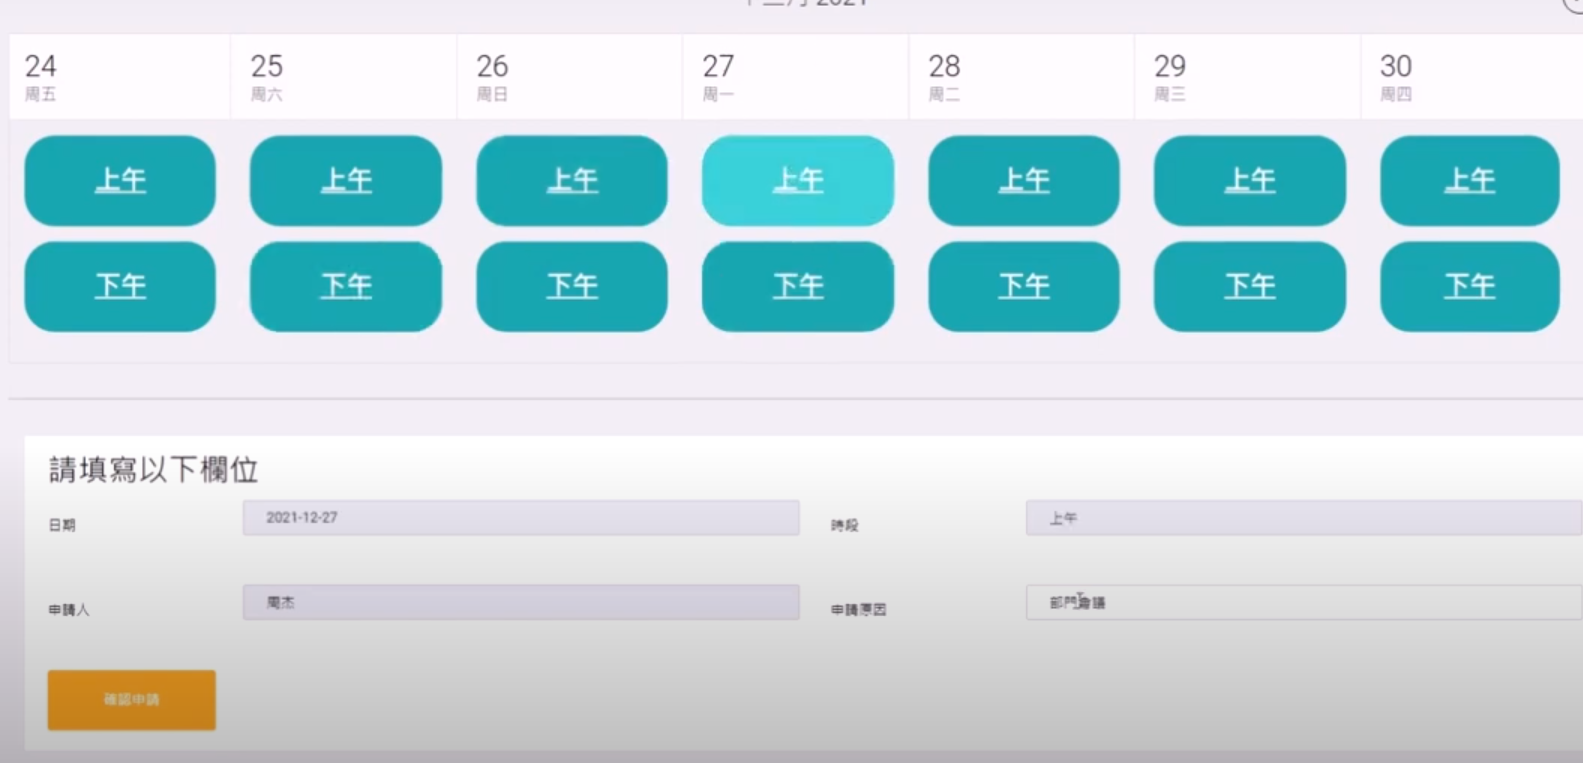 24 25 26 27 28 29 30
周五 周六 周日 周一 周二 周三 周四
上午 上午 上午 上午 上午 上午 上午
下午 下午 下午 下午 下午 下午 下午
請填寫以下欄位
日期 2021-12-27 時段 上午
申請人 周杰 申請原因 部門會議
確認申請